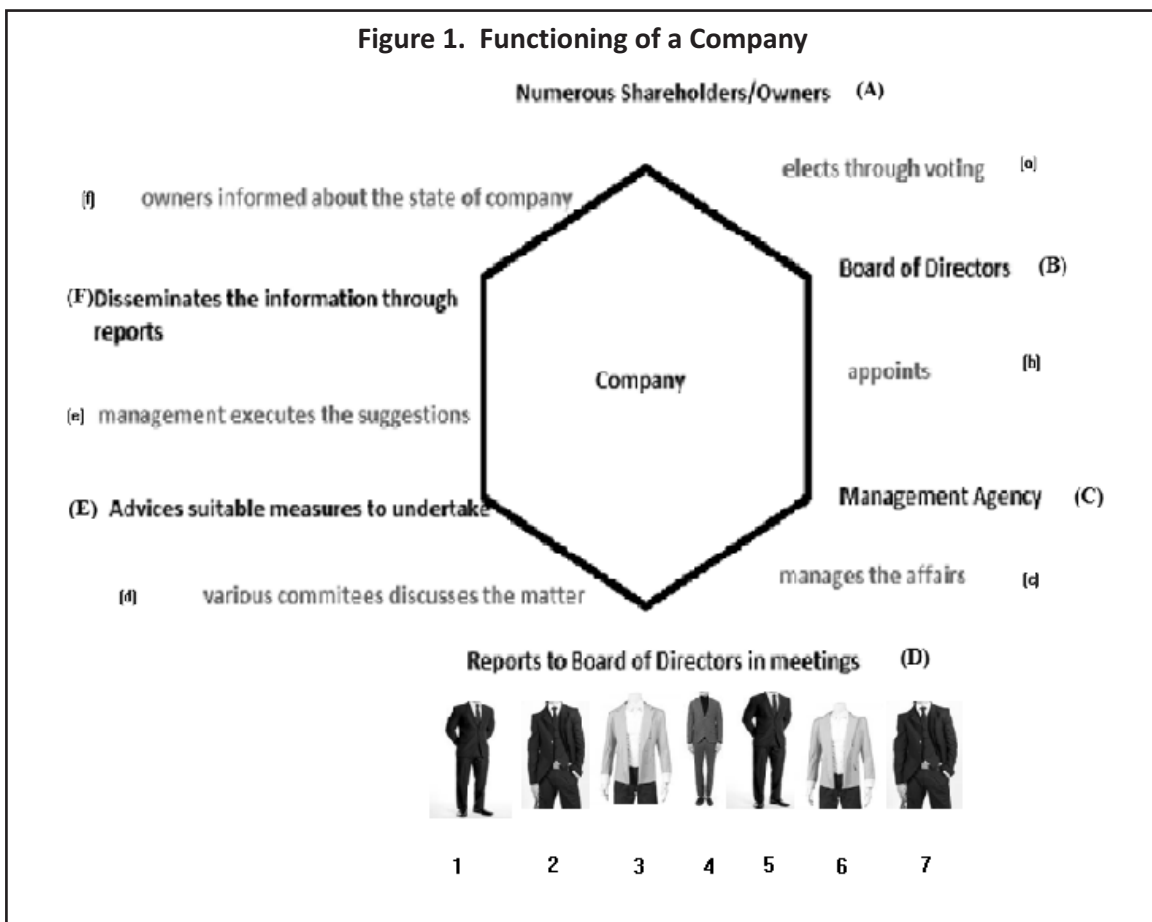 Figure 1. Functioning of a Company
Numerous Shareholders/Owners (A)
elects through voting [a]
[f] owners informed about the state of company
Board of Directors (B)
(F) Disseminates the information through
reports
Company
appoints [b]
[e] management executes the suggestions
Management Agency (C)
(E) Advices suitable measures to undertake
manages the affairs [c]
[d] various commitees discusses the matter
Reports to Board of Directors in meetings (D)
1 2 3 4 5 6 7